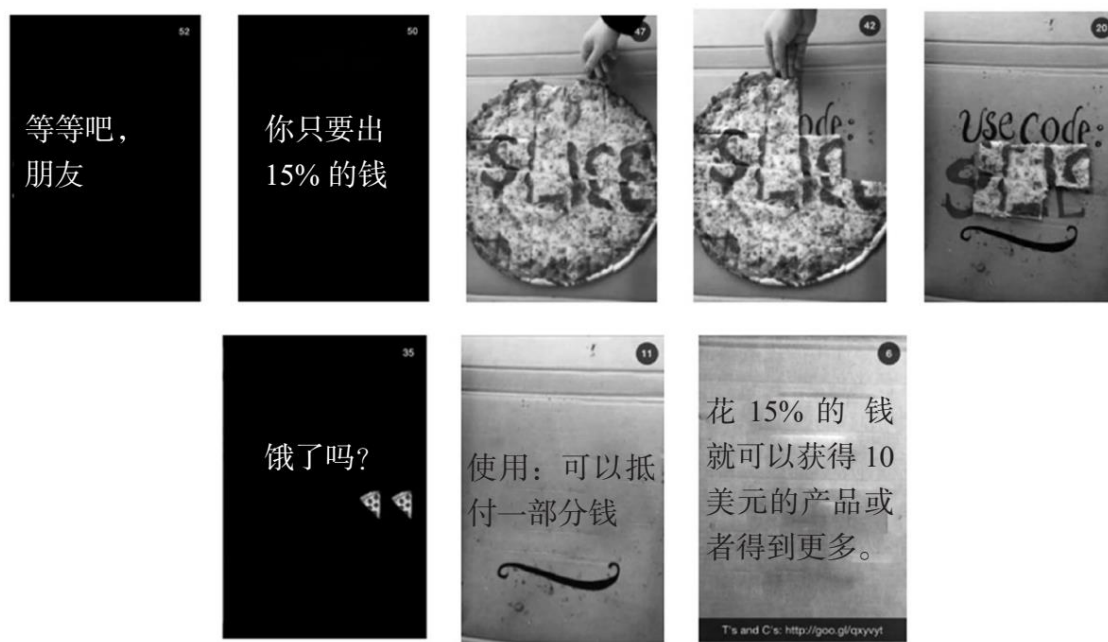 52
等等吧,
朋友
50
你只要出
15% 的钱
47
SLICE
42
ode:
20
Use code:
35
饿了吗？
11
使用：可以抵
付一部分钱
6
花 15% 的 钱
就可以获得 10
美元的产品或
者得到更多。
T's and C's: http://goo.gl/qxyvyt